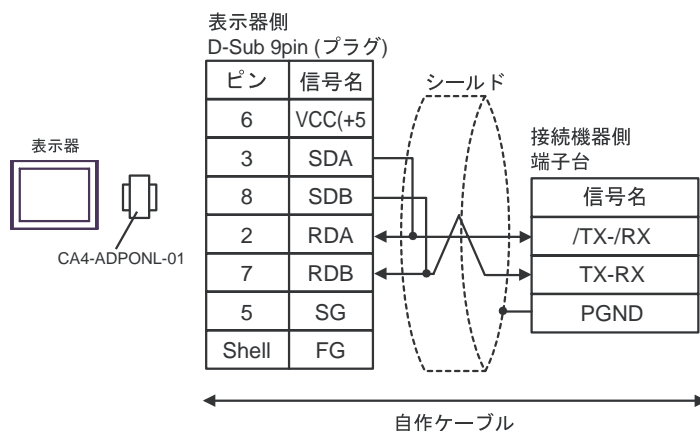 表示器側
D-Sub 9pin (プラグ)
ピン 信号名
6 VCC(+5
3 SDA
8 SDB
2 RDA
7 RDB
5 SG
Shell FG
シールド
接続機器側
端子台
信号名
/TX-/RX
TX-RX
PGND
表示器
CA4-ADPONL-01
自作ケーブル